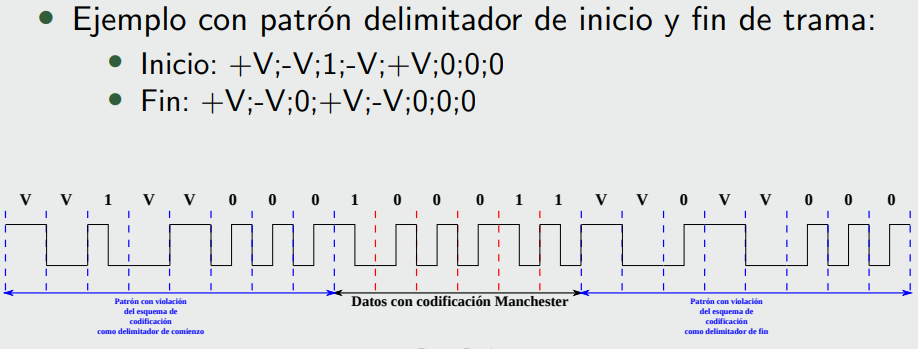 Ejemplo con patrón delimitador de inicio y fin de trama:
Inicio: +V;-V;1;-V;+V;0;0;0
Fin: +V;-V;0;+V;-V;0;0;0
V V 1 V V 0 0 0 1 0 0 0 1 1 V V 0 V V 0 0 0
Patrón con violación
del esquema de
codificación
como delimitador de comienzo
Datos con codificación Manchester
Patrón con violación
del esquema de
codificación
como delimitador de fin